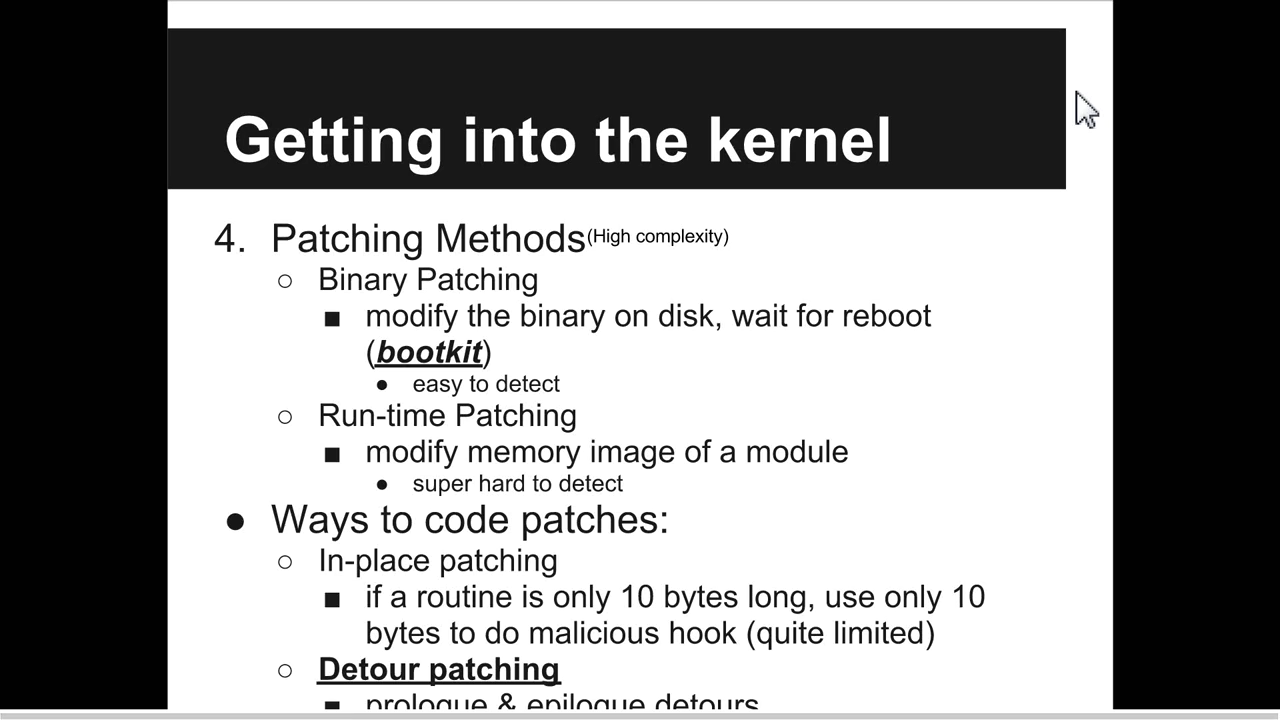 Getting into the kernel
4. Patching Methods(High complexity)
○ Binary Patching
■ modify the binary on disk, wait for reboot
(bootkit)
● easy to detect
○ Run-time Patching
■ modify memory image of a module
● super hard to detect
● Ways to code patches:
○ In-place patching
■ if a routine is only 10 bytes long, use only 10
bytes to do malicious hook (quite limited)
○ Detour patching
■ prologue & epilogue detours